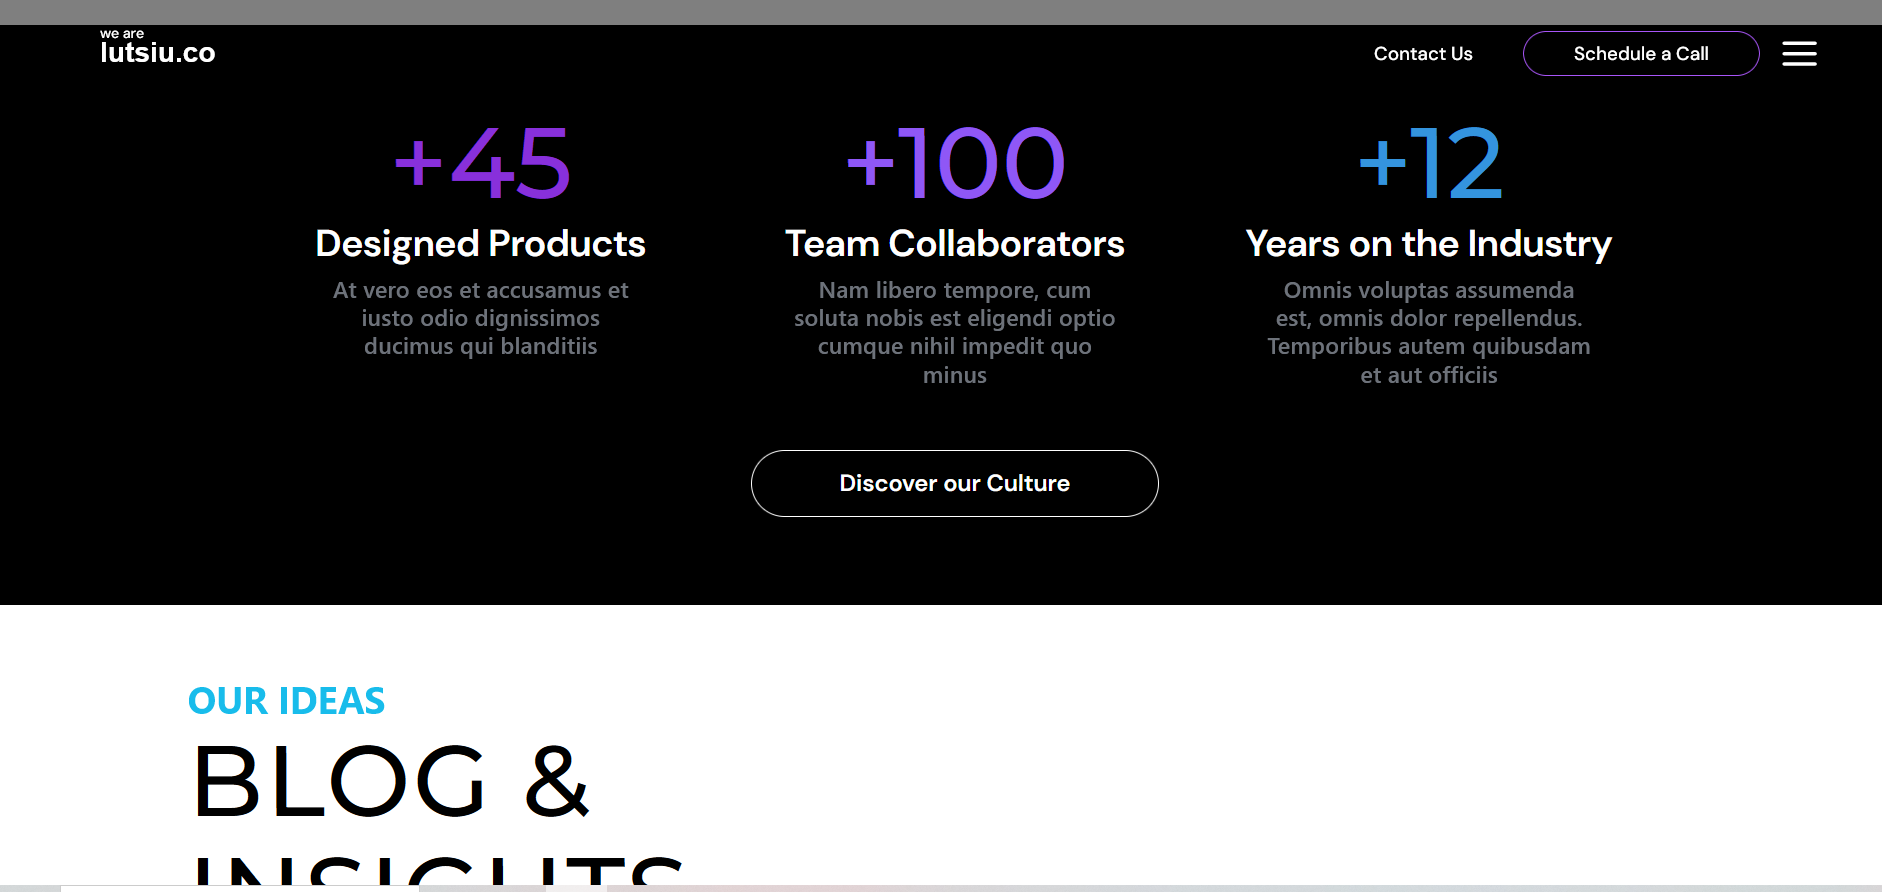 we are
lutsiu.co
Contact Us
Schedule a Call
+45
Designed Products
At vero eos et accusamus et
iusto odio dignissimos
ducimus qui blanditiis
+100
Team Collaborators
Nam libero tempore, cum
soluta nobis est eligendi optio
cumque nihil impedit quo
minus
+12
Years on the Industry
Omnis voluptas assumenda
est, omnis dolor repellendus.
Temporibus autem quibusdam
et aut officiis
Discover our Culture
OUR IDEAS
BLOG &
INSIGHTS